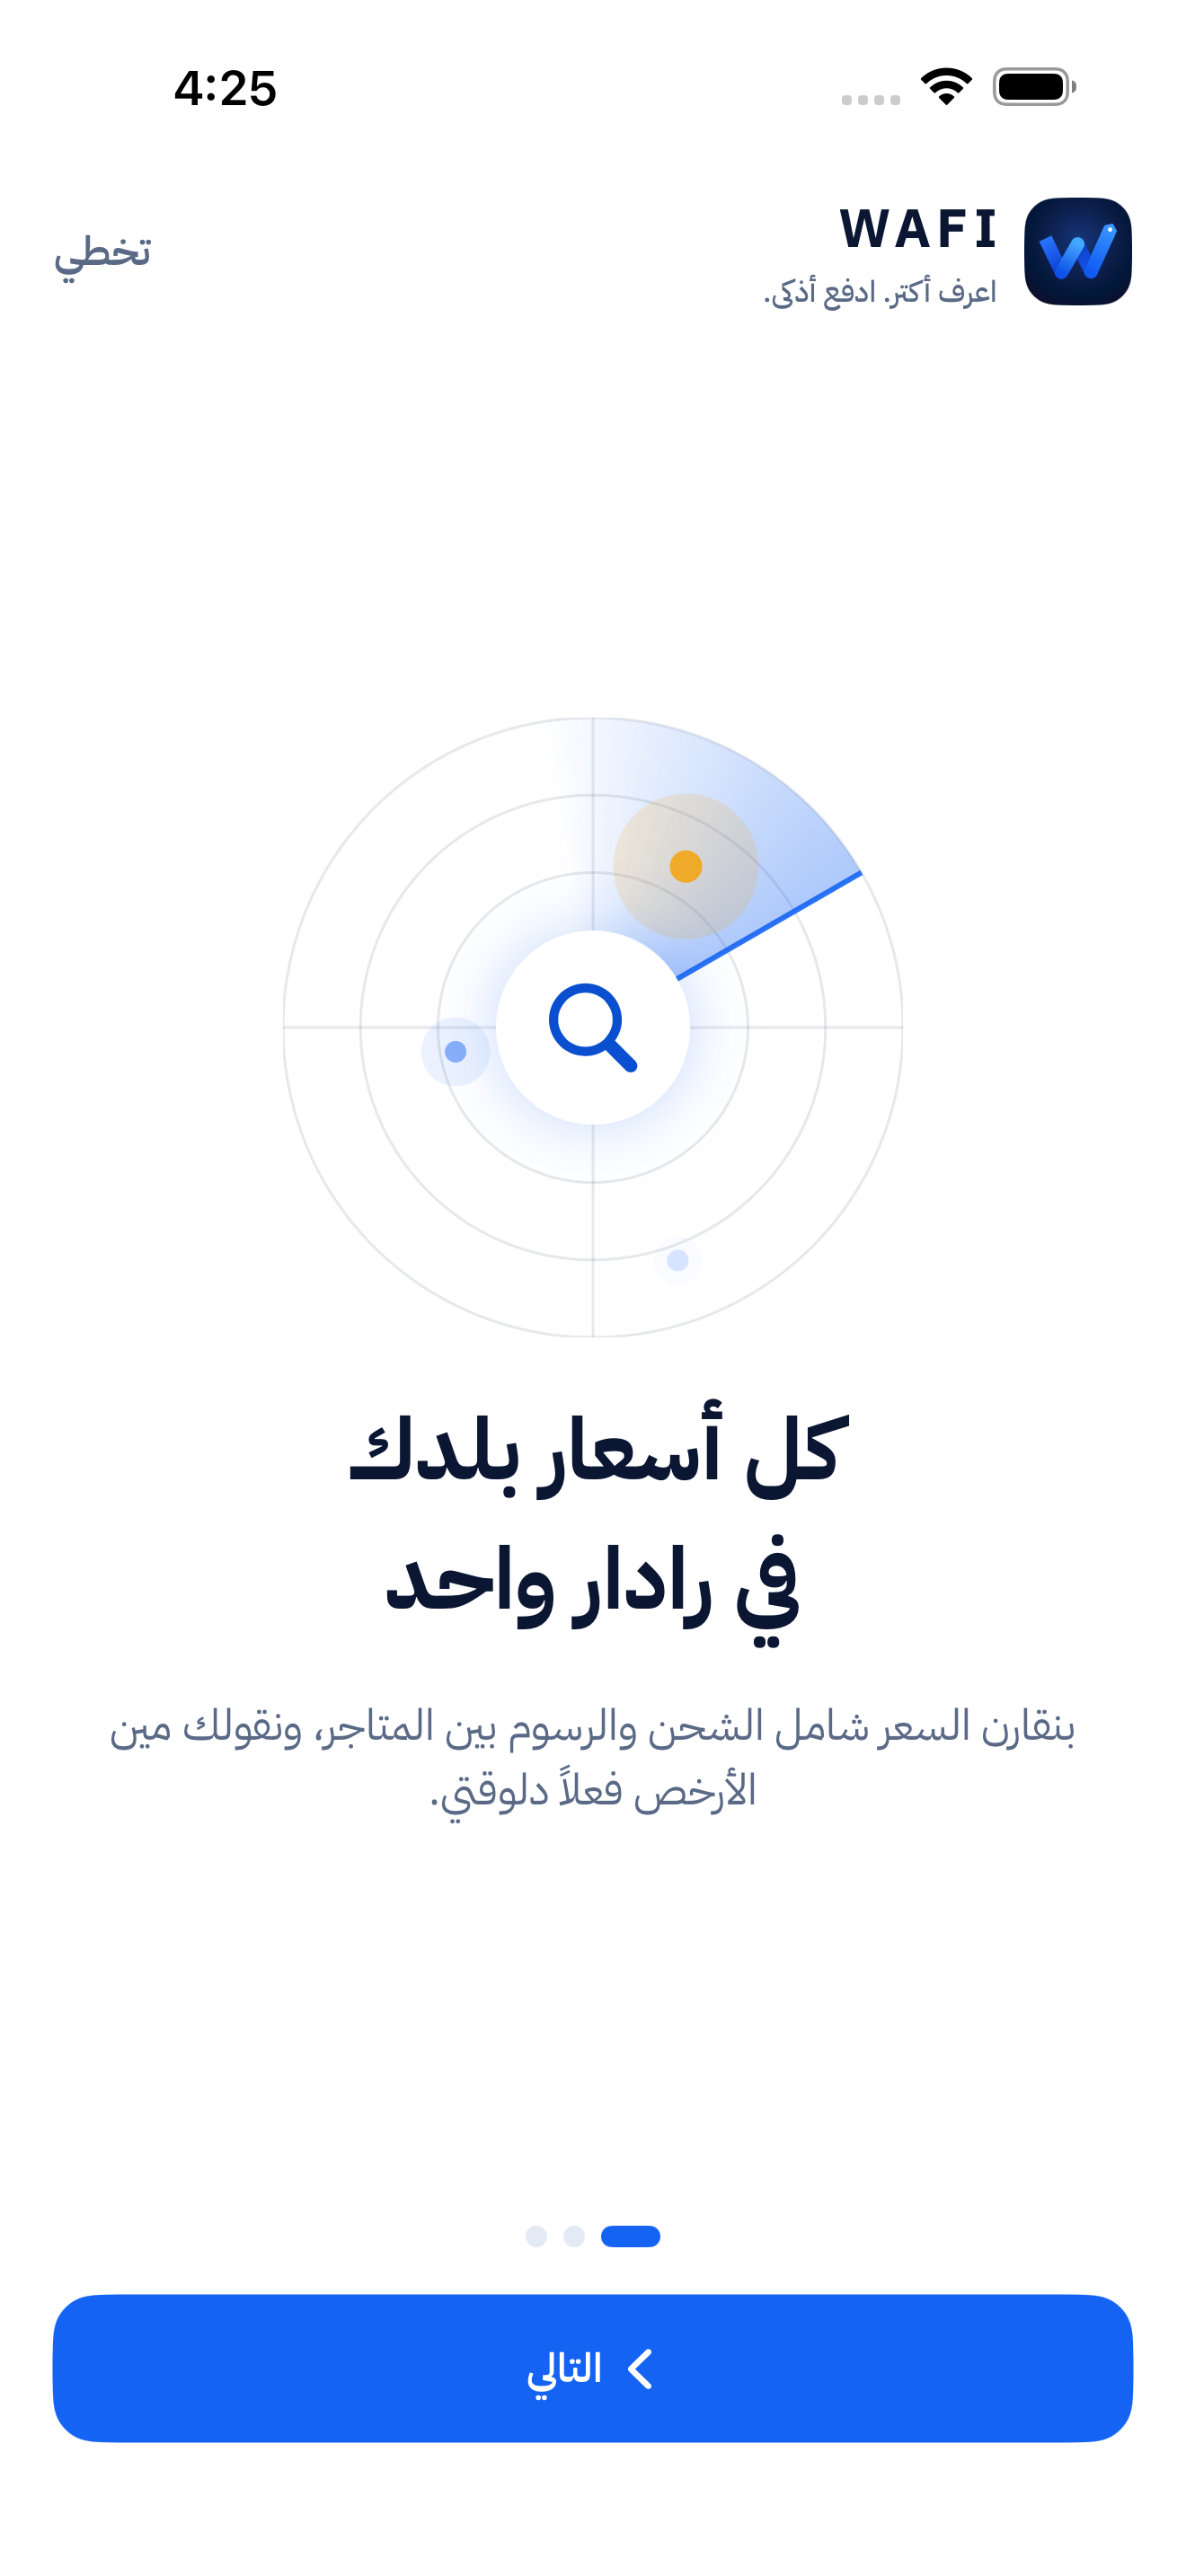 4:25
WAFI
اعرف أكتر. ادفع أذكى.
تخطي
كل أسعار بلدك
في رادار واحد
بنقارن السعر شامل الشحن والرسوم بين المتاجر، ونقولك مين
الأرخص فعلاً دلوقتي.
التالي